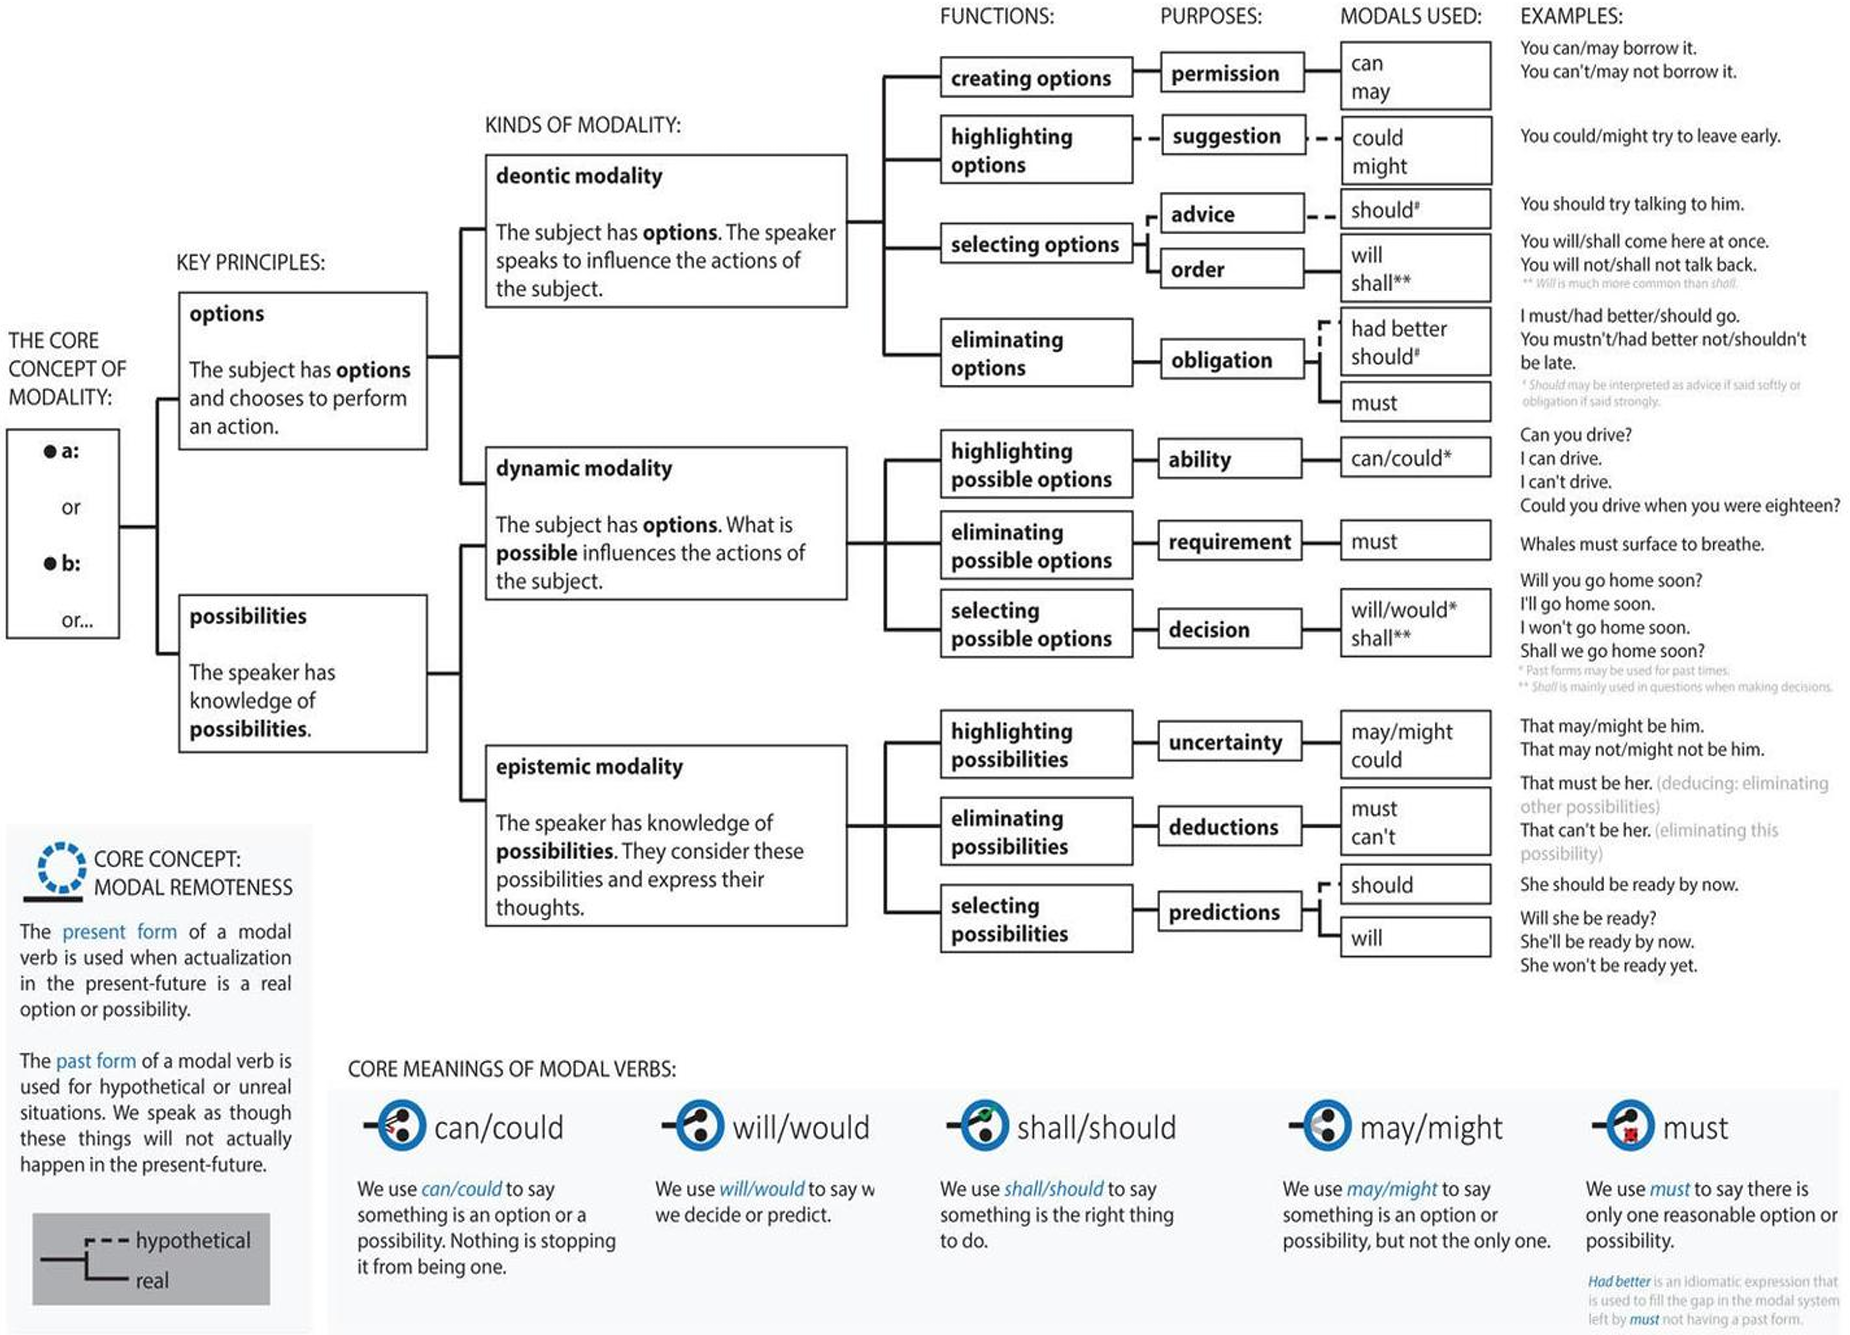 FUNCTIONS:
PURPOSES:
MODALS USED:
EXAMPLES:
creating options
permission
can
may
You can/may borrow it.
You can't/may not borrow it.
KINDS OF MODALITY:
highlighting
options
suggestion
could
might
You could/might try to leave early.
deontic modality
The subject has options. The speaker
speaks to influence the actions of
the subject.
selecting options
advice
should#
You should try talking to him.
order
will
shall**
You will/shall come here at once.
You will not/shall not talk back.
** Will is much more common than shall.
KEY PRINCIPLES:
options
The subject has options
and chooses to perform
an action.
eliminating
options
obligation
had better
should#
must
I must/had better/should go.
You mustn't/had better not/shouldn't
be late.
# Should may be interpreted as advice if said softly or
obligation if said strongly.
THE CORE
CONCEPT OF
MODALITY:
a:
or
b:
or...
dynamic modality
The subject has options. What is
possible influences the actions of
the subject.
highlighting
possible options
ability
can/could*
Can you drive?
I can drive.
I can't drive.
Could you drive when you were eighteen?
eliminating
possible options
requirement
must
Whales must surface to breathe.
selecting
possible options
decision
will/would*
shall**
Will you go home soon?
I'll go home soon.
I won't go home soon.
Shall we go home soon?
* Past forms may be used for past times.
** Shall is mainly used in questions when making decisions.
possibilities
The speaker has
knowledge of
possibilities.
epistemic modality
The speaker has knowledge of
possibilities. They consider these
possibilities and express their
thoughts.
highlighting
possibilities
uncertainty
may/might
could
That may/might be him.
That may not/might not be him.
eliminating
possibilities
deductions
must
can't
That must be her. (deducing: eliminating
other possibilities)
That can't be her. (eliminating this
possibility)
selecting
possibilities
predictions
should
will
She should be ready by now.
Will she be ready?
She'll be ready by now.
She won't be ready yet.
CORE CONCEPT:
MODAL REMOTENESS
The present form of a modal
verb is used when actualization
in the present-future is a real
option or possibility.
The past form of a modal verb is
used for hypothetical or unreal
situations. We speak as though
these things will not actually
happen in the present-future.
hypothetical
real
CORE MEANINGS OF MODAL VERBS:
can/could
We use can/could to say
something is an option or a
possibility. Nothing is stopping
it from being one.
will/would
We use will/would to say w
we decide or predict.
shall/should
We use shall/should to say
something is the right thing
to do.
may/might
We use may/might to say
something is an option or
possibility, but not the only one.
must
We use must to say there is
only one reasonable option or
possibility.
Had better is an idiomatic expression that
is used to fill the gap in the modal system
left by must not having a past form.